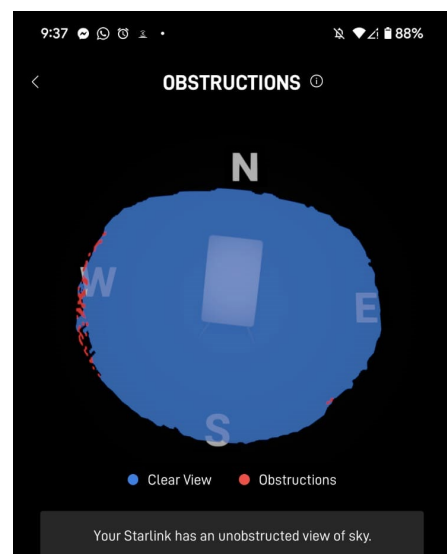 9:37 88%
OBSTRUCTIONS
N
W
E
S
Clear View Obstructions
Your Starlink has an unobstructed view of sky.